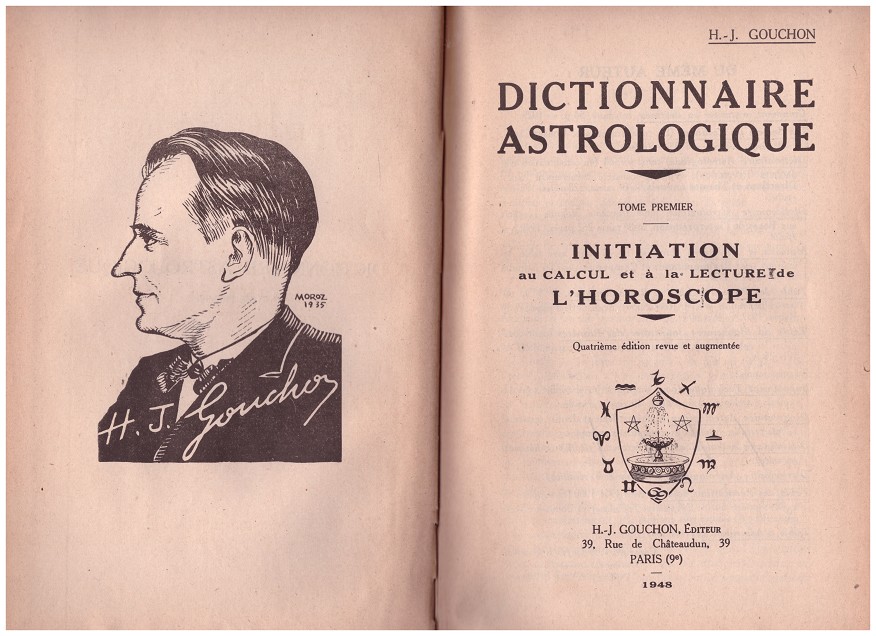 MOROZ
1935
H. J. Gouchon
H.-J. GOUCHON
DICTIONNAIRE
ASTROLOGIQUE
TOME PREMIER
INITIATION
au CALCUL et à la LECTURE de
L'HOROSCOPE
Quatrième édition revue et augmentée
H.-J. GOUCHON, ÉDITEUR
39, Rue de Châteaudun, 39
PARIS (9e)
1948